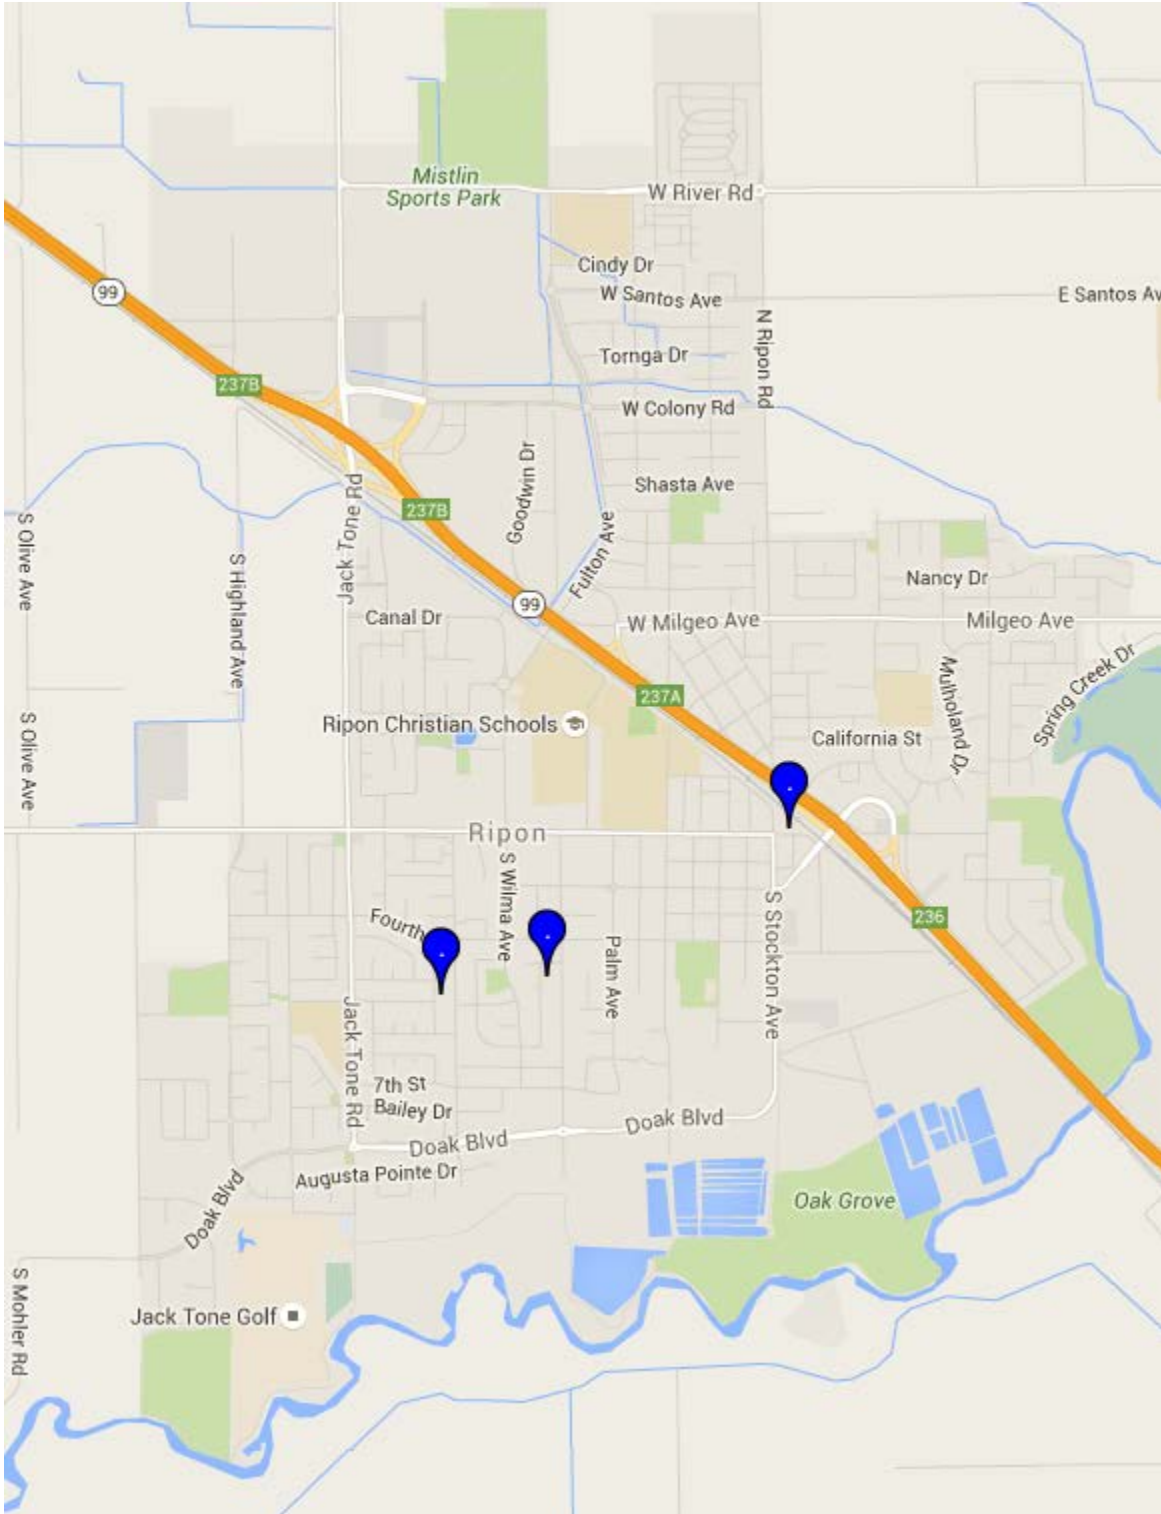 Mistlin
Sports Park
W River Rd
Cindy Dr
W Santos Ave
E Santos Av
99
N Ripon Rd
Tornga Dr
237B
W Colony Rd
Goodwin Dr
Shasta Ave
Jack Tone Rd
237B
S Olive Ave
Fulton Ave
S Highland Ave
Nancy Dr
99
Canal Dr
W Milgeo Ave
Milgeo Ave
Mulholand Dr
Spring Creek Dr
237A
Ripon Christian Schools
S Olive Ave
California St
Ripon
S Wilma Ave
Fourth
236
S Stockton Ave
Palm Ave
Jack Tone Rd
7th St
Bailey Dr
Doak Blvd
Doak Blvd
Augusta Pointe Dr
Doak Blvd
Oak Grove
S Mohler Rd
Jack Tone Golf